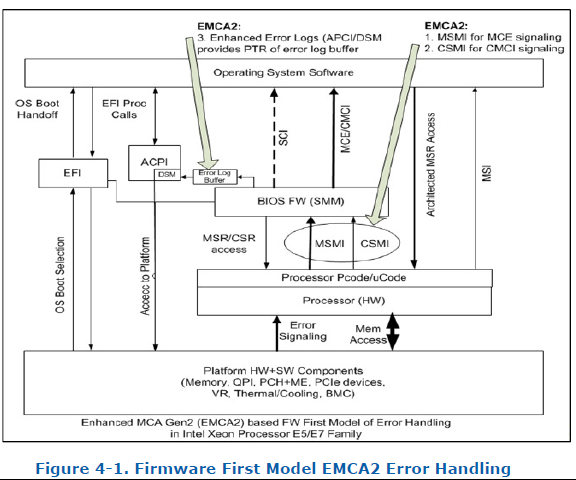 EMCA2:
3. Enhanced Error Logs (APCI/DSM
provides PTR of error log buffer
EMCA2:
1. MSMI for MCE signaling
2. CSMI for CMCI signaling
Operating System Software
OS Boot
Handoff
EFI Proc
Calls
SCI
MCE/CMCI
Architected MSR Access
MSI
EFI
ACPI
DSM
Error Log
Buffer
BIOS FW (SMM)
MSR/CSR
access
MSMI
CSMI
OS Boot Selection
Access to Platform
Processor Pcode/uCode
Processor (HW)
Error
Signaling
Mem
Access
Platform HW+SW Components
(Memory, QPI, PCH+ME, PCIe devices,
VR, Thermal/Cooling, BMC)
Enhanced MCA Gen2 (EMCA2) based FW First Model of Error Handling
in Intel Xeon Processor E5/E7 Family
Figure 4-1. Firmware First Model EMCA2 Error Handling